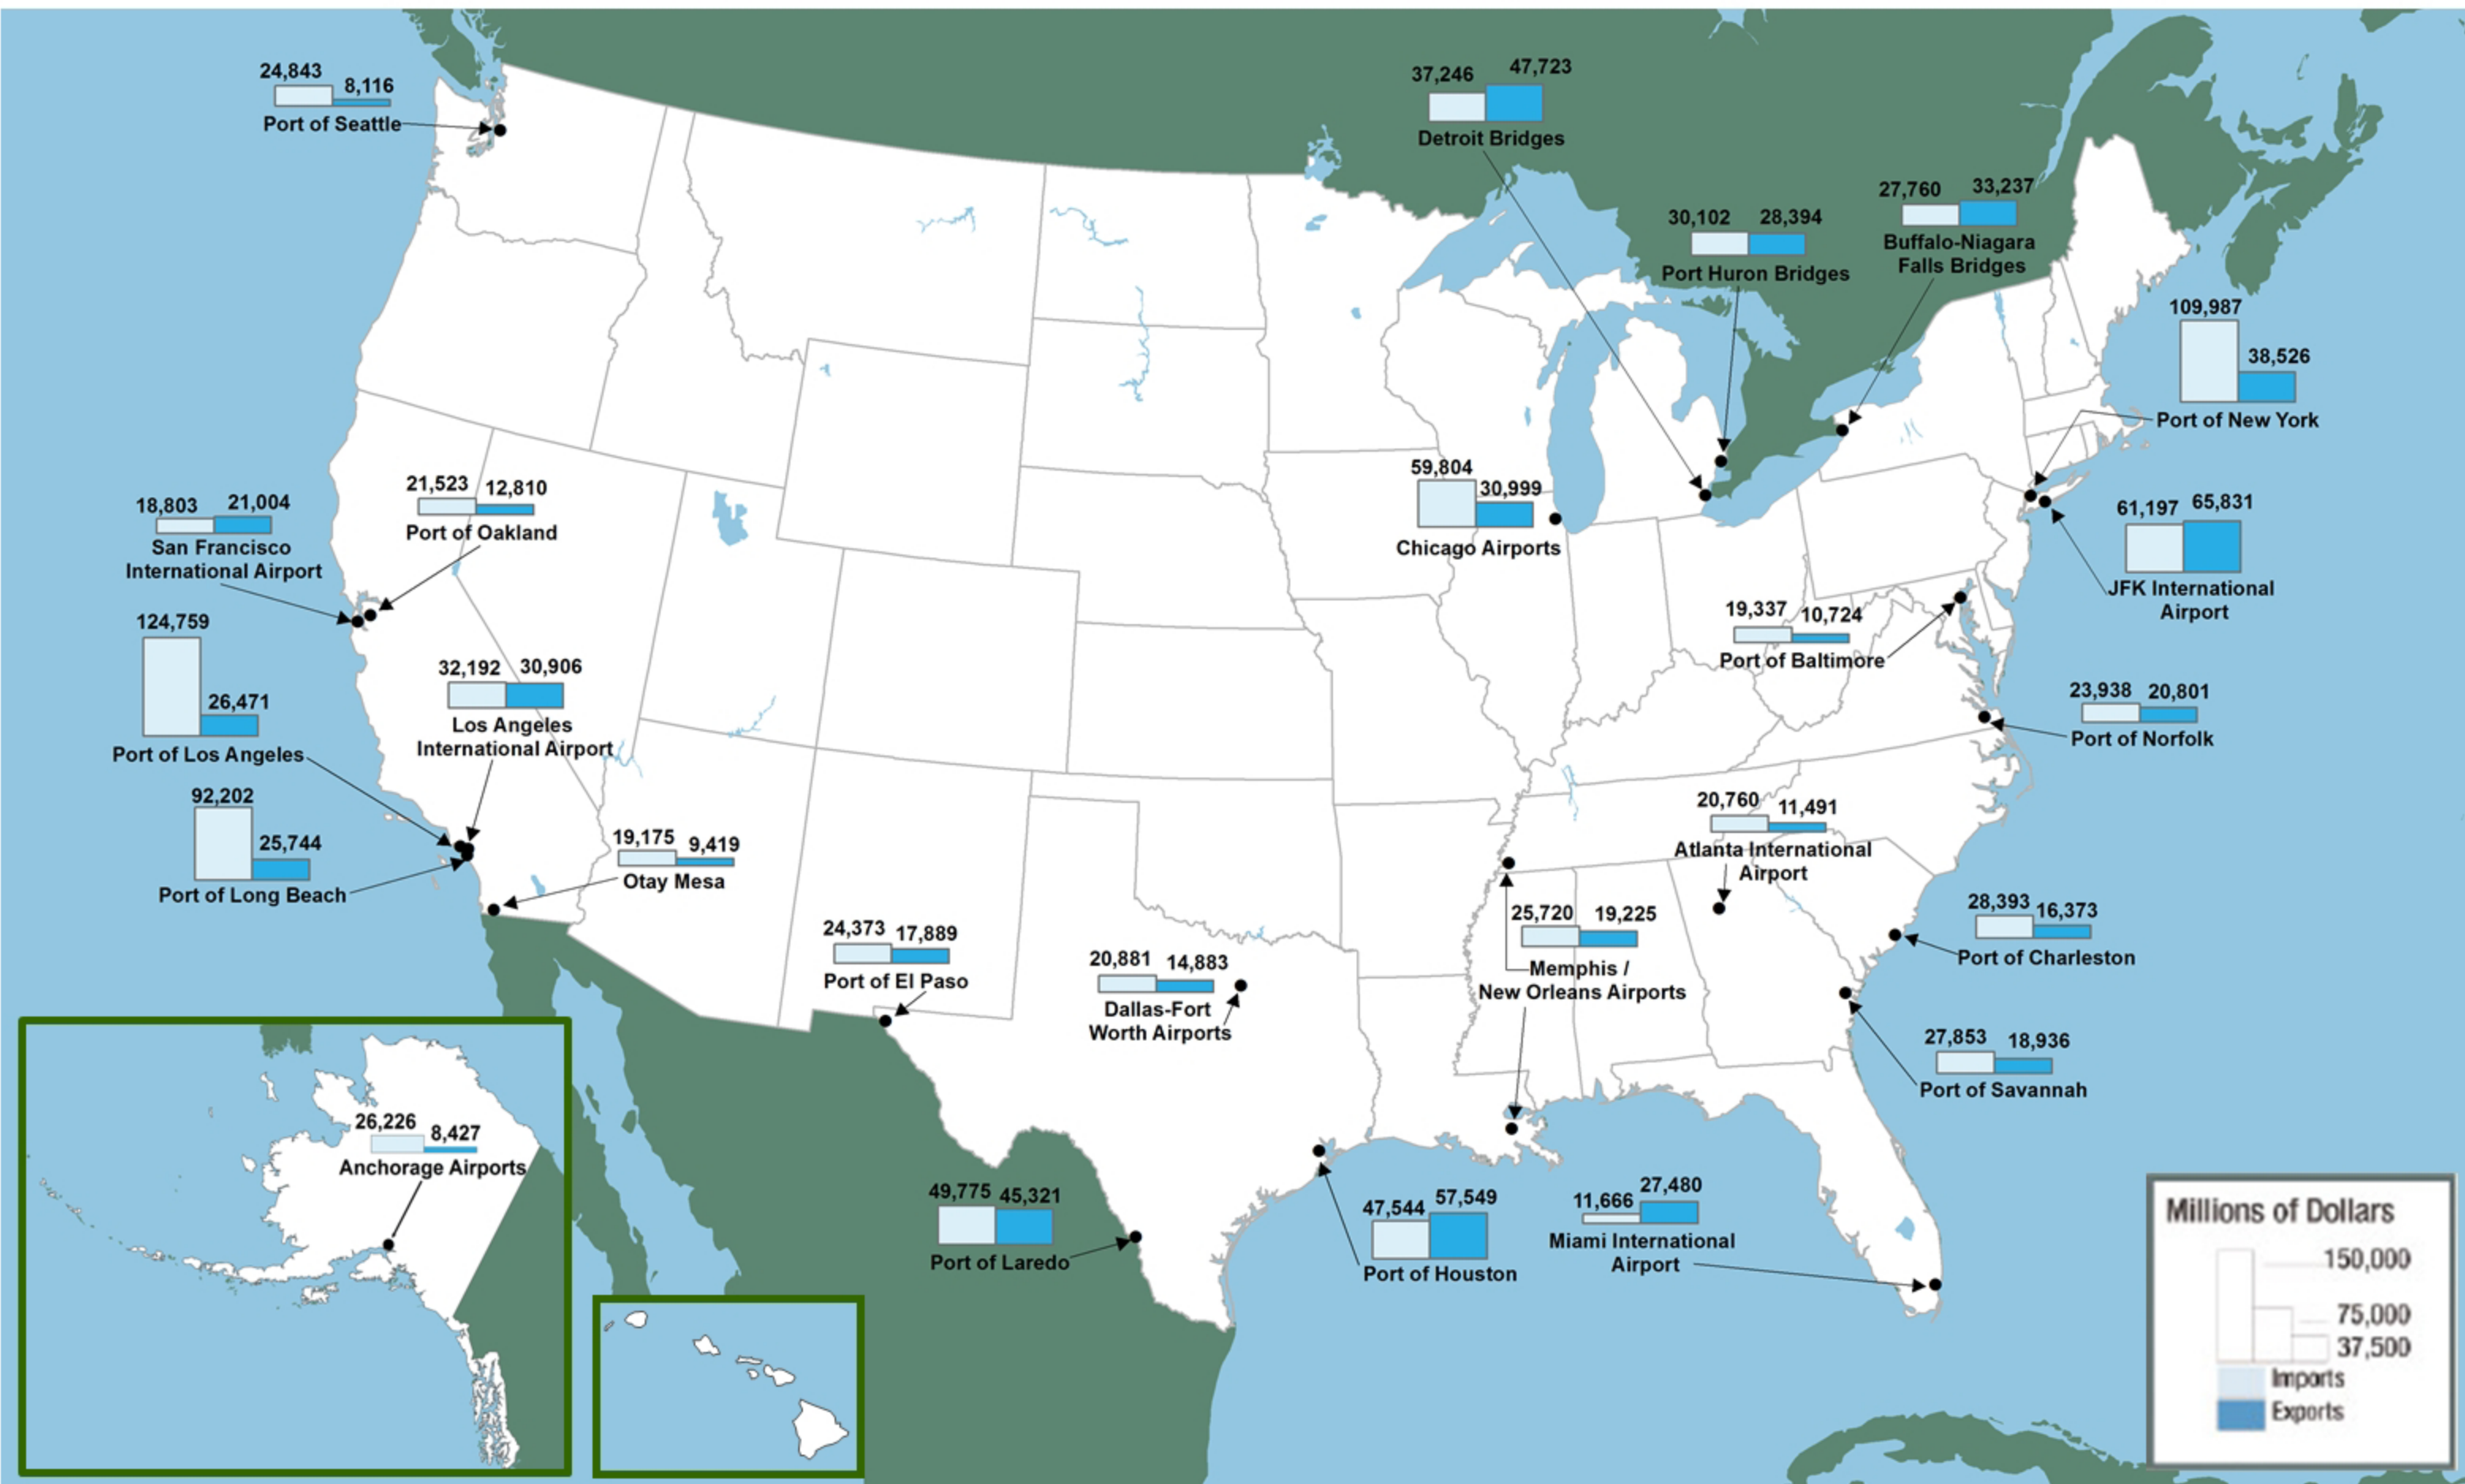 24,843 8,116
Port of Seattle
37,246 47,723
Detroit Bridges
27,760 33,237
Buffalo-Niagara
Falls Bridges
30,102 28,394
Port Huron Bridges
109,987
38,526
Port of New York
59,804
30,999
Chicago Airports
61,197 65,831
JFK International
Airport
21,523 12,810
Port of Oakland
18,803 21,004
San Francisco
International Airport
19,337 10,724
Port of Baltimore
124,759
26,471
Port of Los Angeles
32,192 30,906
Los Angeles
International Airport
23,938 20,801
Port of Norfolk
92,202
25,744
Port of Long Beach
19,175 9,419
Otay Mesa
20,760 11,491
Atlanta International
Airport
24,373 17,889
Port of El Paso
20,881 14,883
Dallas-Fort
Worth Airports
25,720 19,225
Memphis /
New Orleans Airports
28,393 16,373
Port of Charleston
27,853 18,936
Port of Savannah
26,226 8,427
Anchorage Airports
49,775 45,321
Port of Laredo
47,544 57,549
Port of Houston
11,666 27,480
Miami International
Airport
Millions of Dollars
150,000
75,000
37,500
Imports
Exports